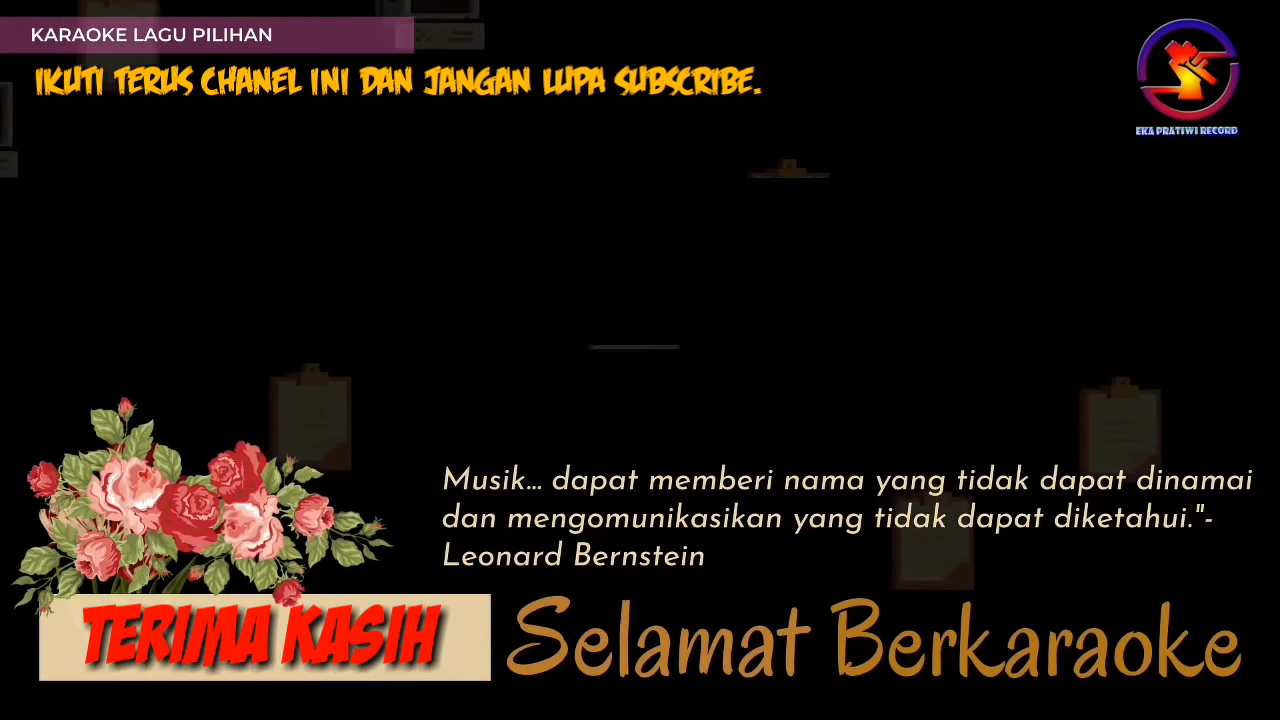 KARAOKE LAGU PILIHAN
IKUTI TERUS CHANEL INI DAN JANGAN LUPA SUBSCRIBE.
EKA PRATIWI RECORD
Musik... dapat memberi nama yang tidak dapat dinamai
dan mengomunikasikan yang tidak dapat diketahui."-
Leonard Bernstein
TERIMA KASIH
Selamat Berkaraoke